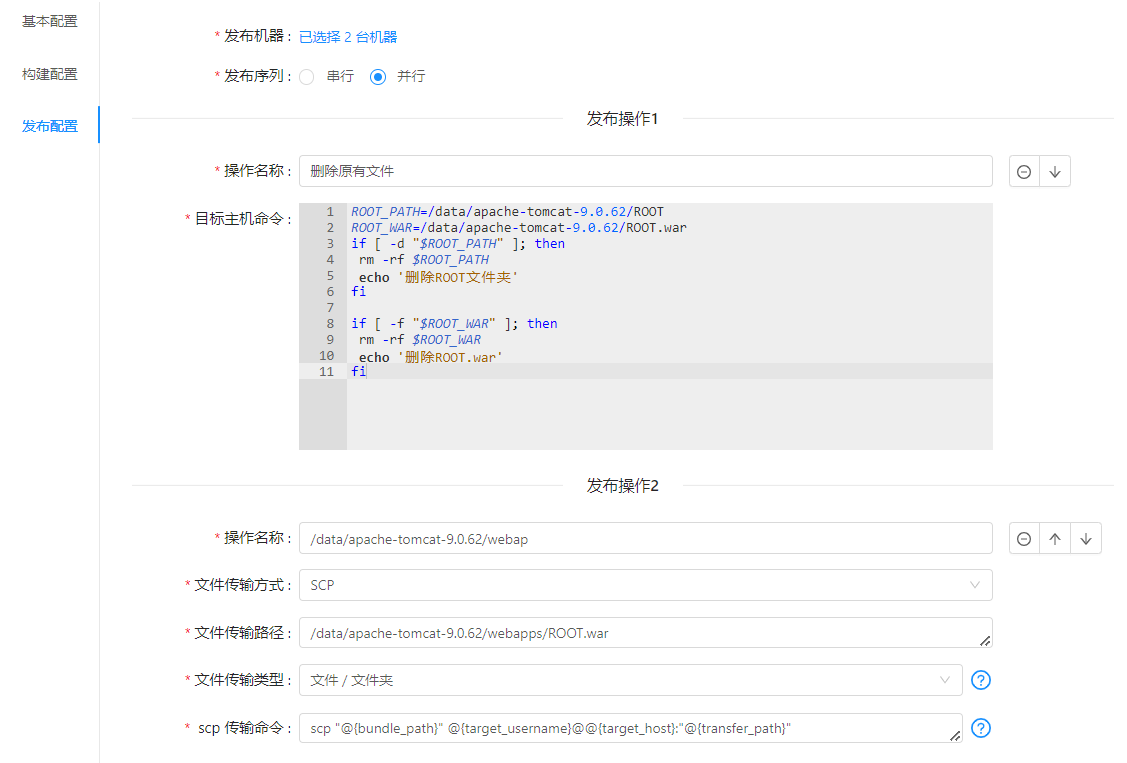 基本配置
构建配置
发布配置
* 发布机器 : 已选择 2 台机器
* 发布序列 : 串行 并行
发布操作1
* 操作名称 : 删除原有文件
* 目标主机命令 :
1 ROOT_PATH=/data/apache-tomcat-9.0.62/ROOT
2 ROOT_WAR=/data/apache-tomcat-9.0.62/ROOT.war
3 if [ -d "$ROOT_PATH" ]; then
4 rm -rf $ROOT_PATH
5 echo '删除ROOT文件夹'
6 fi
7
8 if [ -f "$ROOT_WAR" ]; then
9 rm -rf $ROOT_WAR
10 echo '删除ROOT.war'
11 fi
发布操作2
* 操作名称 : /data/apache-tomcat-9.0.62/webap
* 文件传输方式 : SCP
* 文件传输路径 : /data/apache-tomcat-9.0.62/webapps/ROOT.war
* 文件传输类型 : 文件 / 文件夹
* scp 传输命令 : scp "@{bundle_path}" @{target_username}@@{target_host}:"@{transfer_path}"